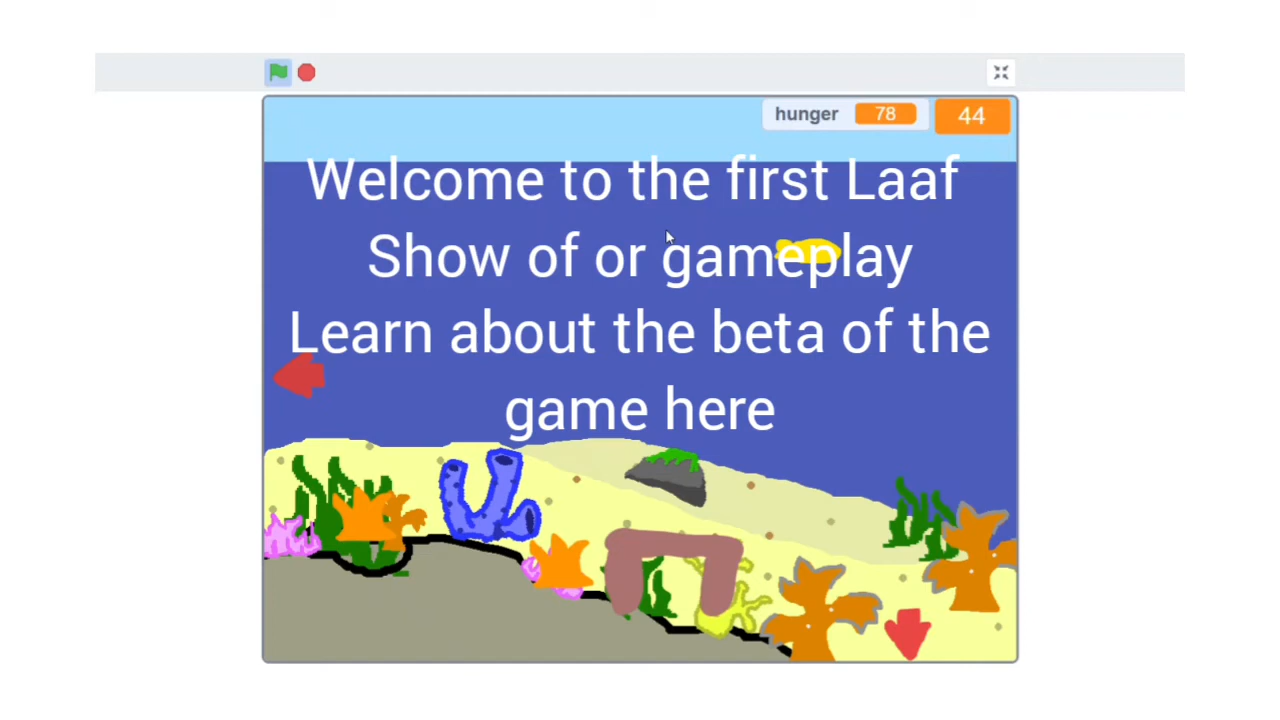 hunger 78 44
Welcome to the first Laaf
Show of or gameplay
Learn about the beta of the
game here